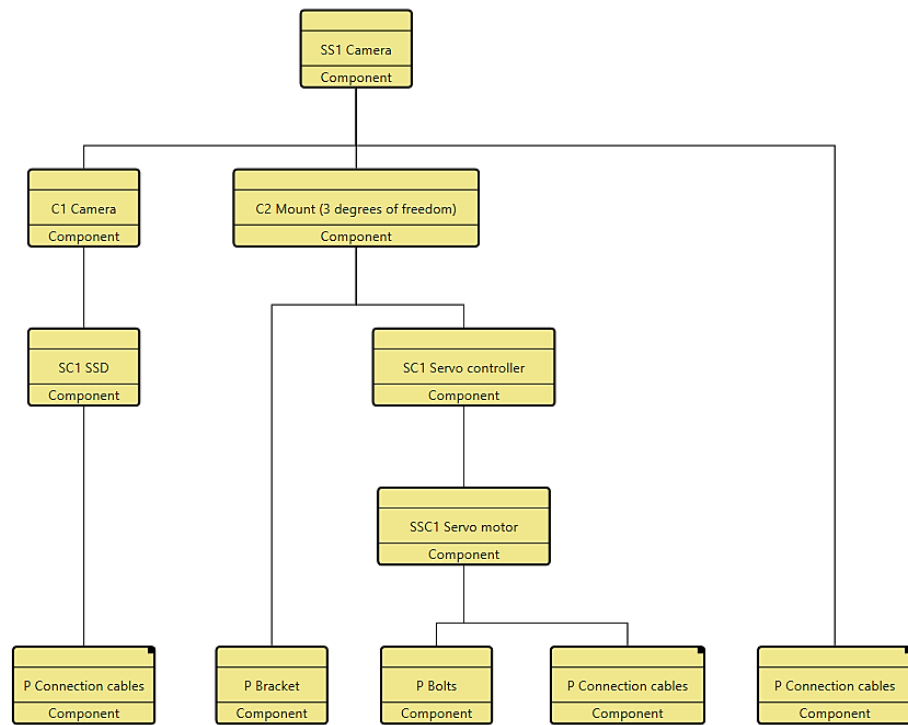 SS1 Camera
Component
C1 Camera
Component
C2 Mount (3 degrees of freedom)
Component
SC1 SSD
Component
SC1 Servo controller
Component
SSC1 Servo motor
Component
P Connection cables
Component
P Bracket
Component
P Bolts
Component
P Connection cables
Component
P Connection cables
Component